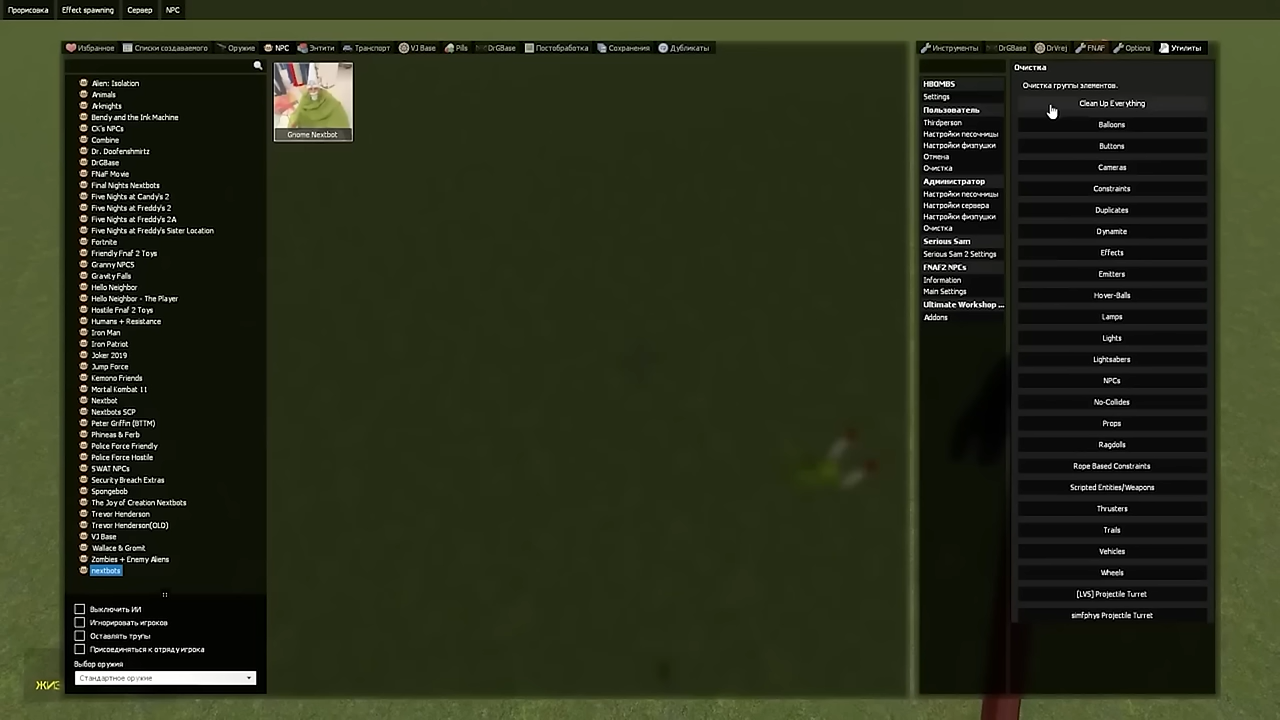 Прорисовка
Effect spawning
Сервер
NPC
Избранное
Списки создаваемого
Оружие
NPC
Энтити
Транспорт
VJ Base
Pills
DrGBase
Постобработка
Сохранения
Дубликаты
Alien: Isolation
Animals
Arknights
Bendy and the Ink Machine
CK's NPCs
Combine
Dr. Doofenshmirtz
DrGBase
FNaF Movie
Final Nights Nextbots
Five Nights at Candy's 2
Five Nights at Freddy's 2
Five Nights at Freddy's 2A
Five Nights at Freddy's Sister Location
Fortnite
Friendly Fnaf 2 Toys
Granny NPCS
Gravity Falls
Hello Neighbor
Hello Neighbor - The Player
Hostile Fnaf 2 Toys
Humans + Resistance
Iron Man
Iron Patriot
Joker 2019
Jump Force
Kemono Friends
Mortal Kombat 11
Nextbot
Nextbots SCP
Peter Griffin (BTTM)
Phineas & Ferb
Police Force Friendly
Police Force Hostile
SWAT NPCs
Security Breach Extras
Spongebob
The Joy of Creation Nextbots
Trevor Henderson
Trevor Henderson(OLD)
VJ Base
Wallace & Gromit
Zombies + Enemy Aliens
nextbots
Выключить ИИ
Игнорировать игроков
Оставлять трупы
Присоединяться к отряду игрока
Выбор оружия
Стандартное оружие
Gnome Nextbot
Инструменты
DrGBase
DrVrej
FNAF
Options
Утилиты
HBOMBS
Settings
Пользователь
Thirdperson
Настройки песочницы
Настройки физпушки
Отмена
Очистка
Администратор
Настройки песочницы
Настройки сервера
Настройки физпушки
Очистка
Serious Sam
Serious Sam 2 Settings
FNAF2 NPCs
Information
Main Settings
Ultimate Workshop ...
Addons
Очистка
Очистка группы элементов.
Clean Up Everything
Balloons
Buttons
Cameras
Constraints
Duplicates
Dynamite
Effects
Emitters
Hover-Balls
Lamps
Lights
Lightsabers
NPCs
No-Collides
Props
Ragdolls
Rope Based Constraints
Scripted Entities/Weapons
Thrusters
Trails
Vehicles
Wheels
[LVS] Projectile Turret
simfphys Projectile Turret